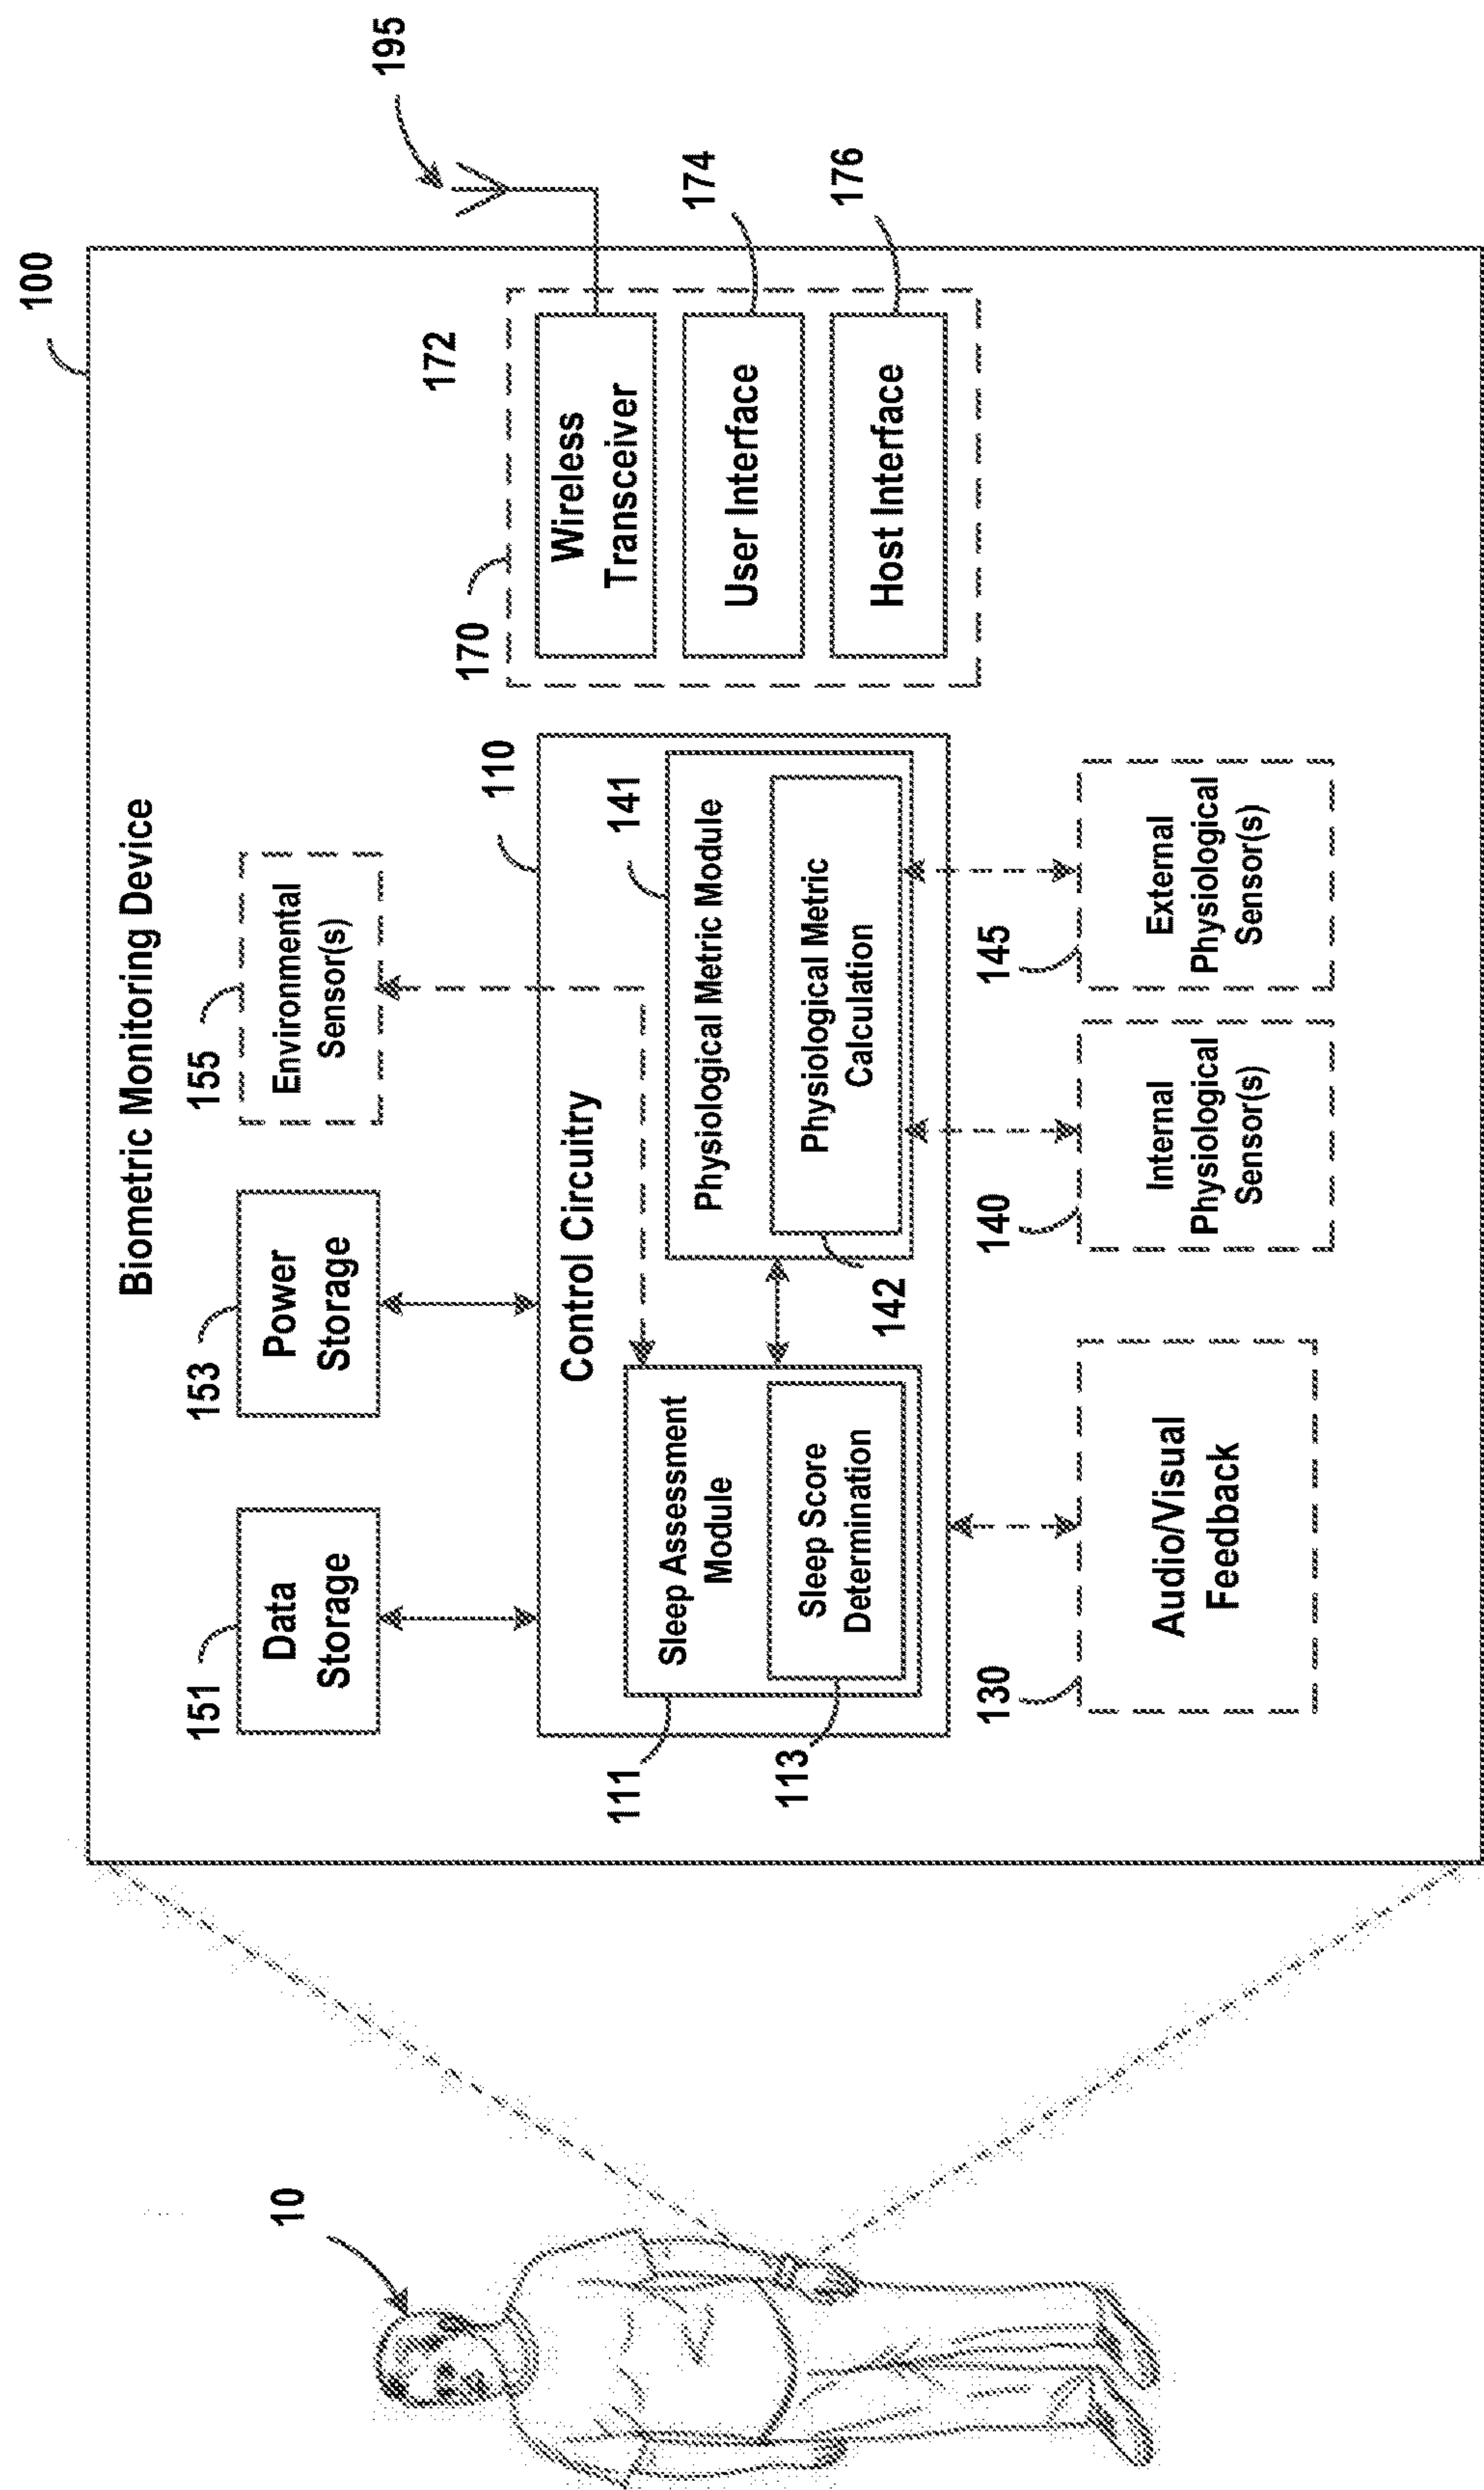 100
Biometric Monitoring Device
195
151
153
155
Data
Storage
Power
Storage
Environmental
Sensor(s)
10
170
172
Wireless
Transceiver
174
User Interface
176
Host Interface
110
Control Circuitry
111
Sleep Assessment
Module
113
Sleep Score
Determination
141
Physiological Metric Module
142
Physiological Metric
Calculation
130
Audio/Visual
Feedback
140
Internal
Physiological
Sensor(s)
145
External
Physiological
Sensor(s)